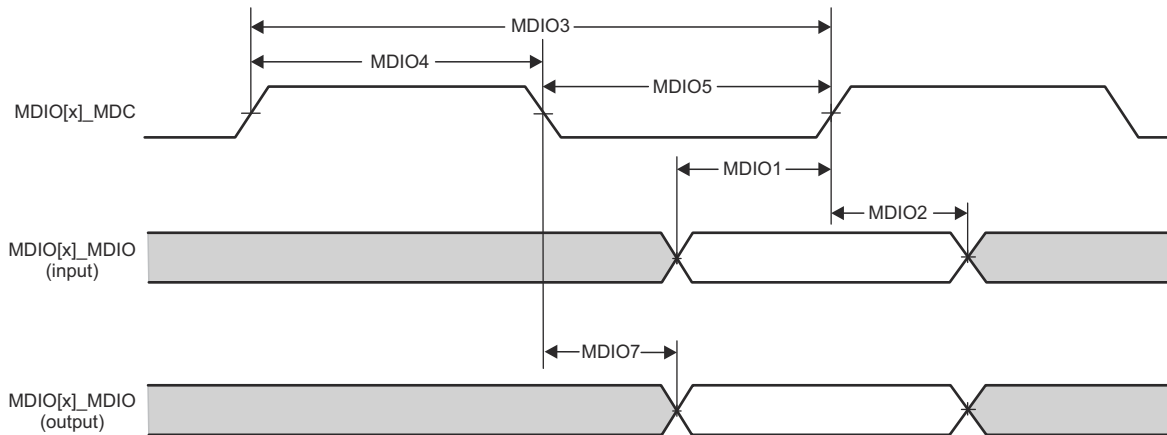 MDIO3
MDIO4
MDIO5
MDIO[x]_MDC
MDIO1
MDIO2
MDIO[x]_MDIO
(input)
MDIO7
MDIO[x]_MDIO
(output)